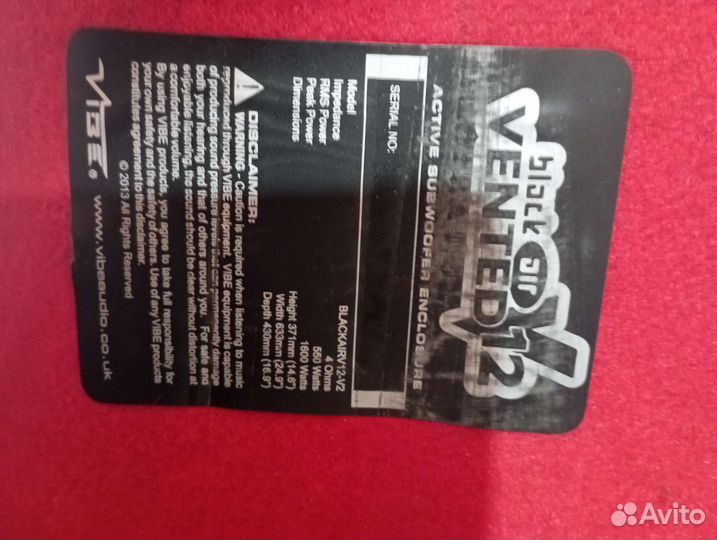 black air
VENTED 12
ACTIVE SUBWOOFER ENCLOSURE
SERIAL NO:
Model BLACKAIRV12-V2
Impedance 4 Ohms
RMS Power 550 Watts
Peak Power 1600 Watts
Dimensions Height 371mm (14.6")
Width 633mm (24.9")
Depth 430mm (16.9")
DISCLAIMER:
WARNING - Caution is required when listening to music
reproduced through VIBE equipment. VIBE equipment is capable
of producing sound pressure levels that can permanently damage
both your hearing and that of others around you. For safe and
enjoyable listening, the sound should be clear without distortion at
a comfortable volume.
By using VIBE products, you agree to take full responsibility for
your own safety and the safety of others. Use of any VIBE products
constitutes agreement to this disclaimer.
© 2013 All Rights Reserved
VIBE® www.vibeaudio.co.uk
Avito